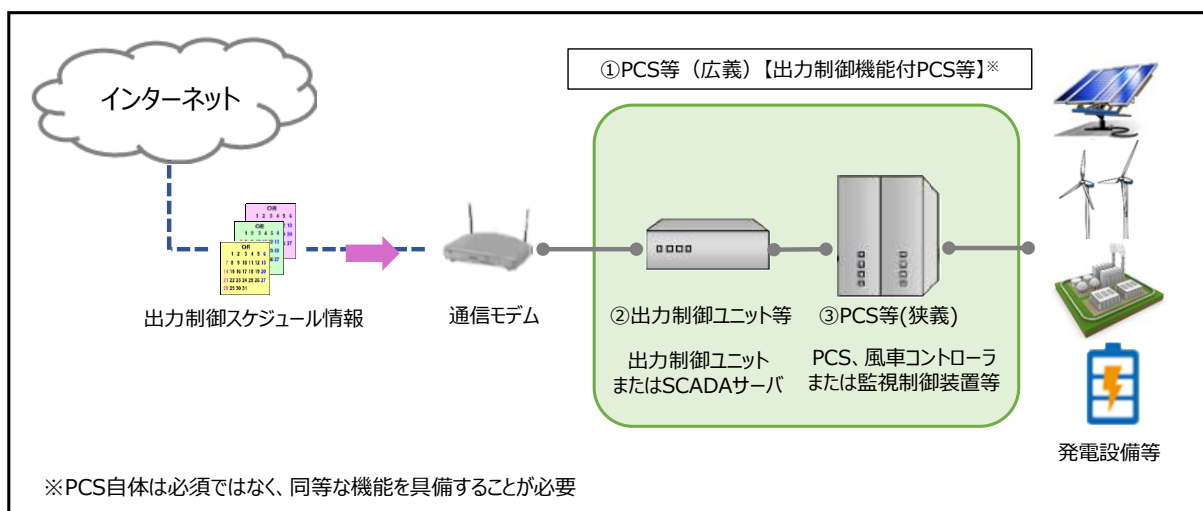 ①PCS等（広義）【出力制御機能付PCS等】※
インターネット
出力制御スケジュール情報
通信モデム
②出力制御ユニット等
出力制御ユニット
またはSCADAサーバ
③PCS等(狭義)
PCS、風車コントローラ
または監視制御装置等
発電設備等
※PCS自体は必須ではなく、同等な機能を具備することが必要